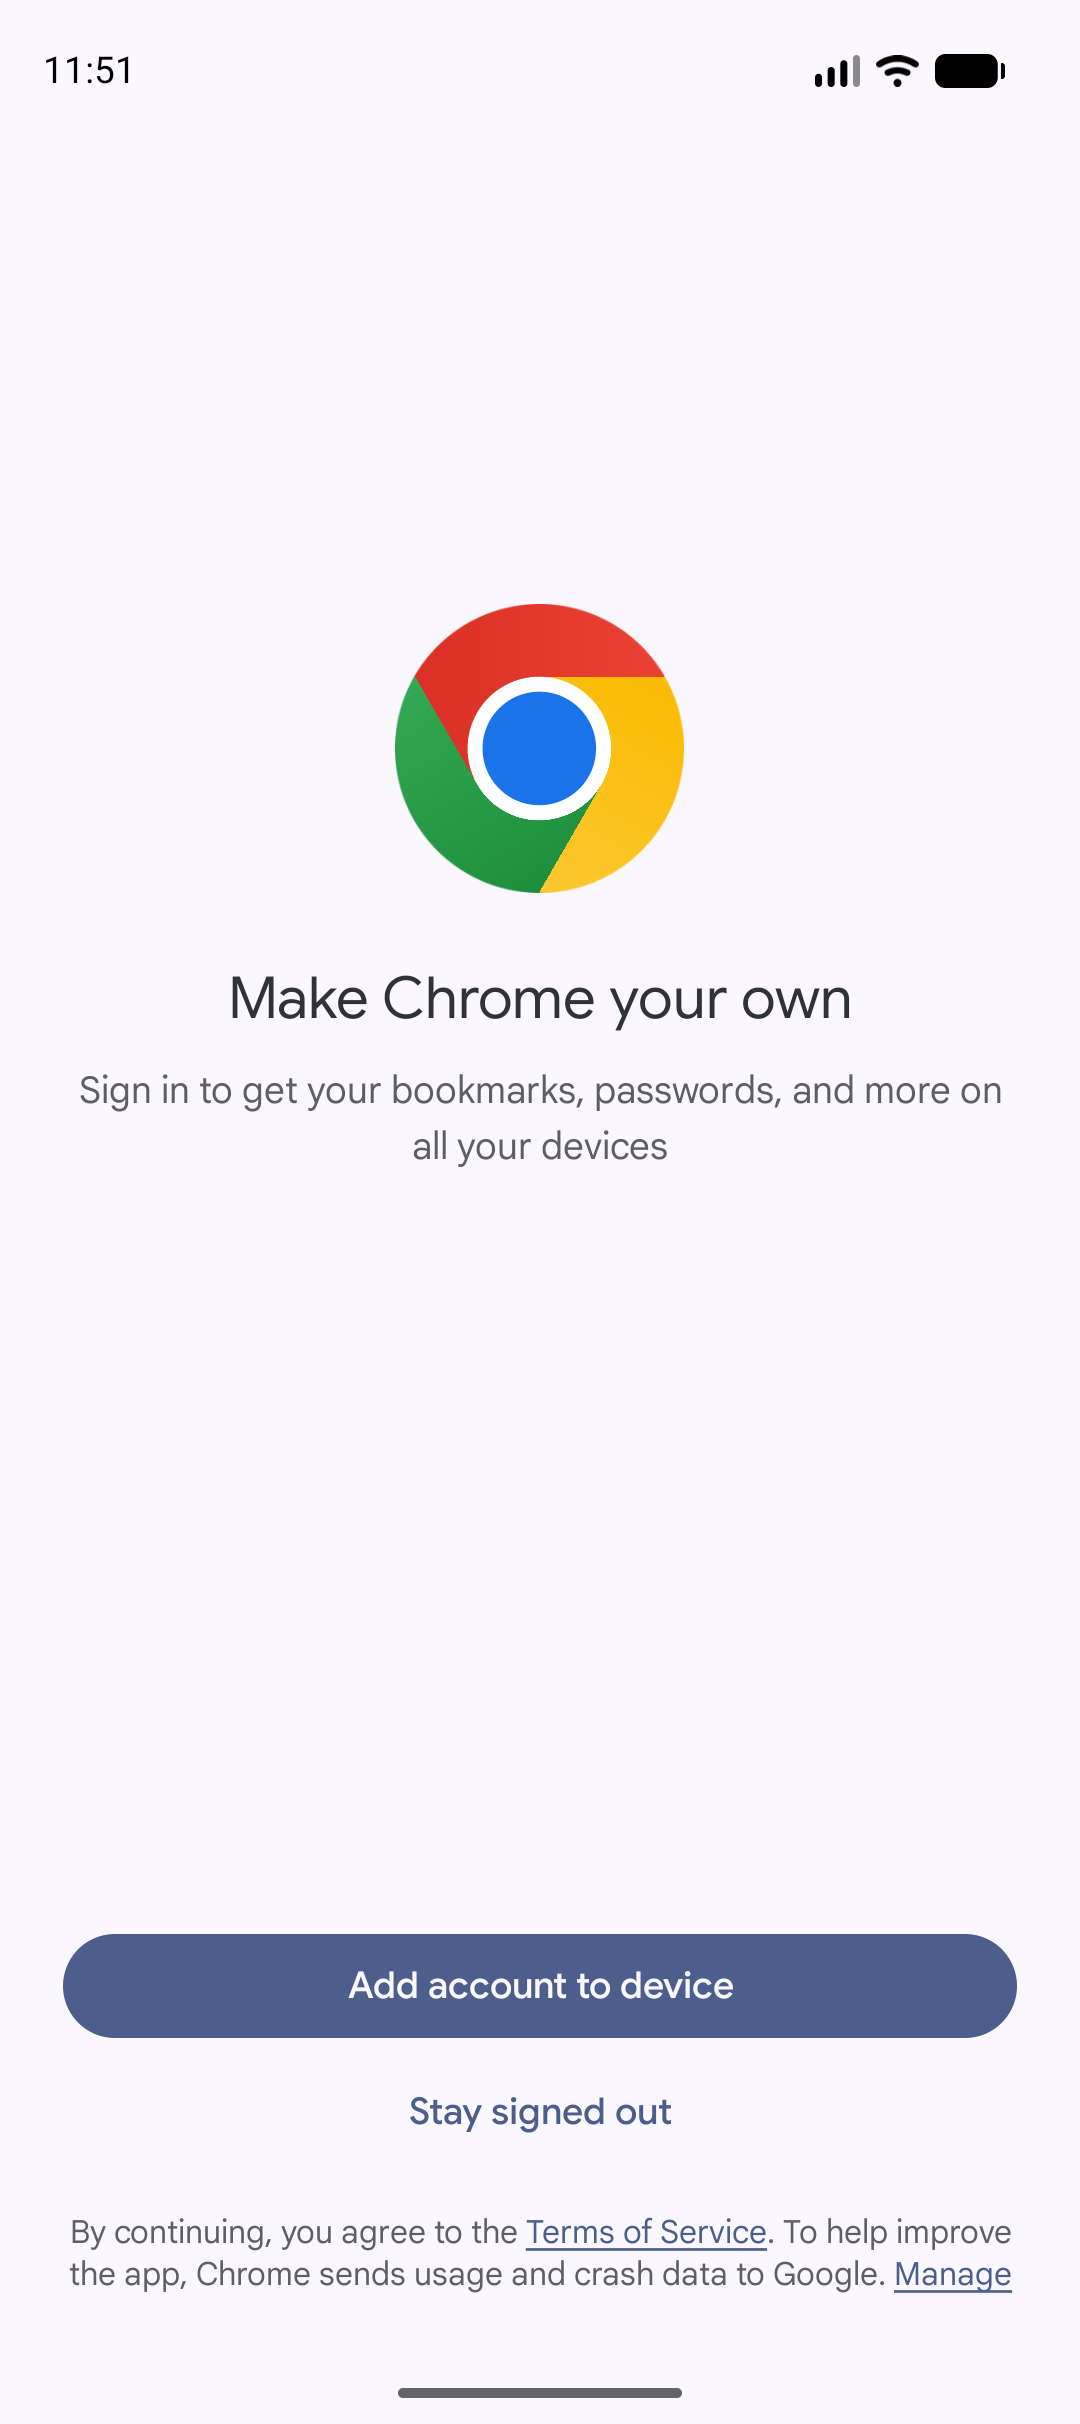 11:51
Make Chrome your own
Sign in to get your bookmarks, passwords, and more on
all your devices
Add account to device
Stay signed out
By continuing, you agree to the Terms of Service. To help improve
the app, Chrome sends usage and crash data to Google. Manage